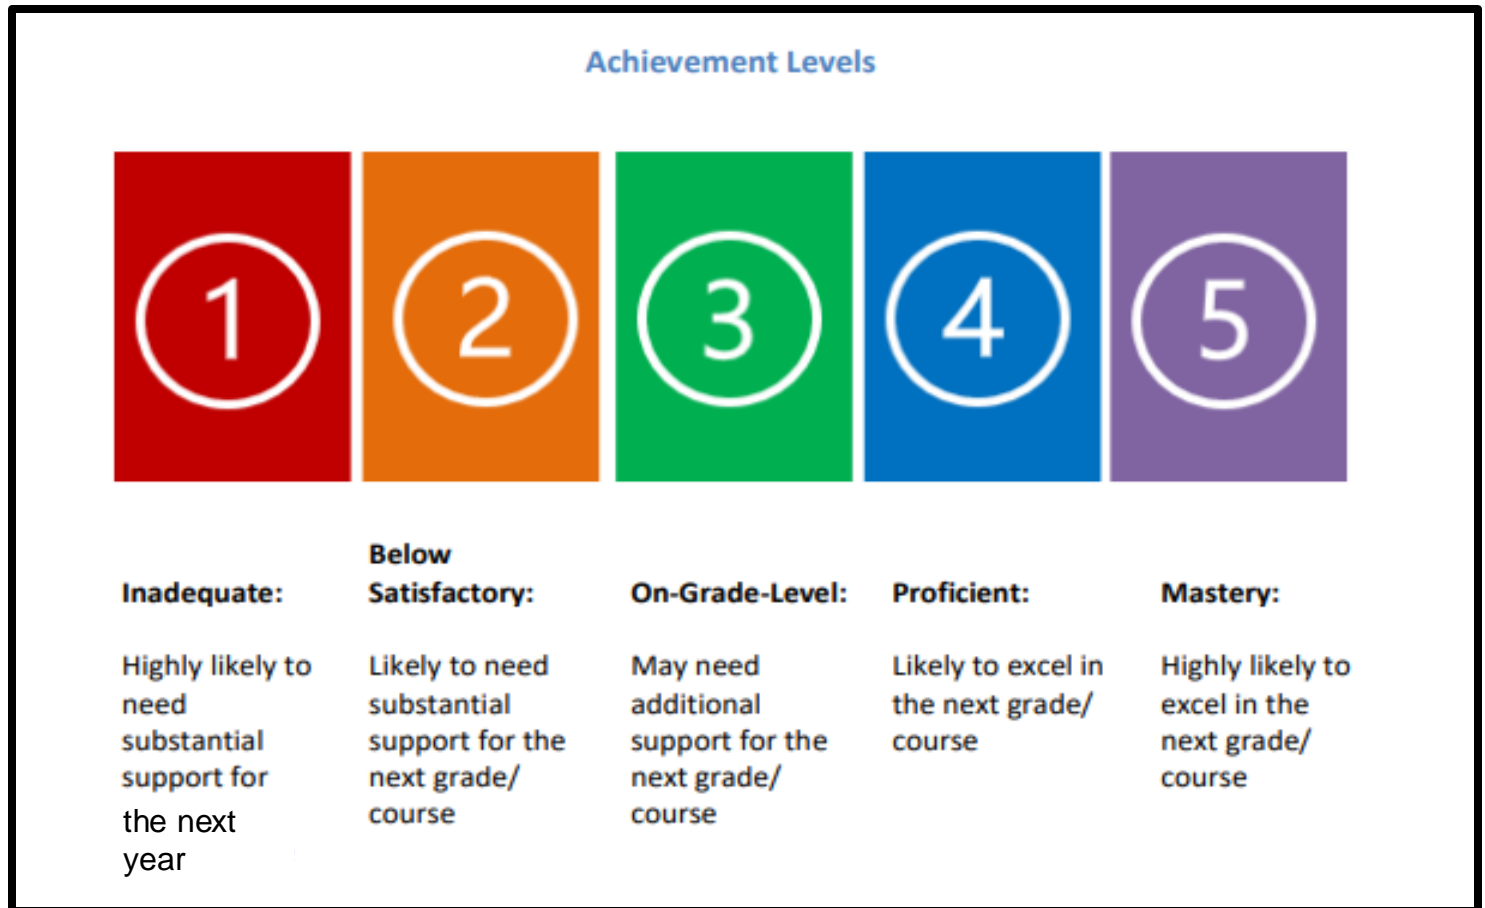 Achievement Levels
1
2
3
4
5
Inadequate:
Highly likely to
need
substantial
support for
the next
year
Below
Satisfactory:
Likely to need
substantial
support for the
next grade/
course
On-Grade-Level:
May need
additional
support for the
next grade/
course
Proficient:
Likely to excel in
the next grade/
course
Mastery:
Highly likely to
excel in the
next grade/
course